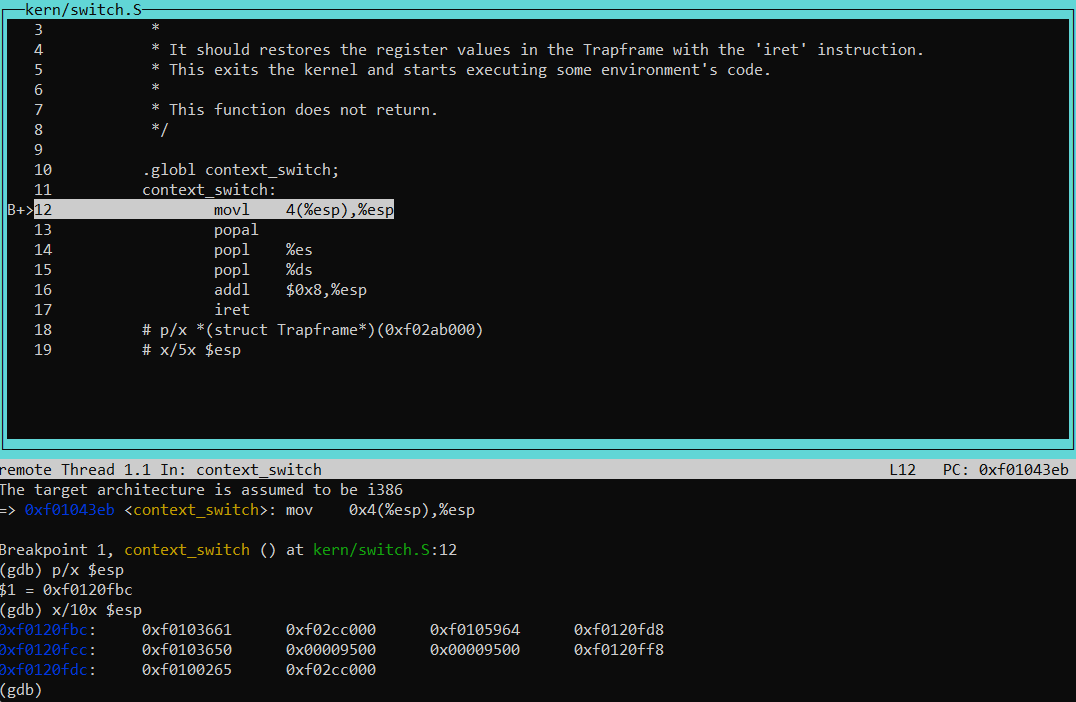 kern/switch.S
3 *
4 * It should restores the register values in the Trapframe with the 'iret' instruction.
5 * This exits the kernel and starts executing some environment's code.
6 *
7 * This function does not return.
8 */
9
10 .globl context_switch;
11 context_switch:
B+>12 movl 4(%esp),%esp
13 popal
14 popl %es
15 popl %ds
16 addl $0x8,%esp
17 iret
18 # p/x *(struct Trapframe*)(0xf02ab000)
19 # x/5x $esp
remote Thread 1.1 In: context_switch L12 PC: 0xf01043eb
The target architecture is assumed to be i386
=> 0xf01043eb <context_switch>: mov 0x4(%esp),%esp
Breakpoint 1, context_switch () at kern/switch.S:12
(gdb) p/x $esp
$1 = 0xf0120fbc
(gdb) x/10x $esp
0xf0120fbc: 0xf0103661 0xf02cc000 0xf0105964 0xf0120fd8
0xf0120fcc: 0xf0103650 0x00009500 0x00009500 0xf0120ff8
0xf0120fdc: 0xf0100265 0xf02cc000
(gdb)